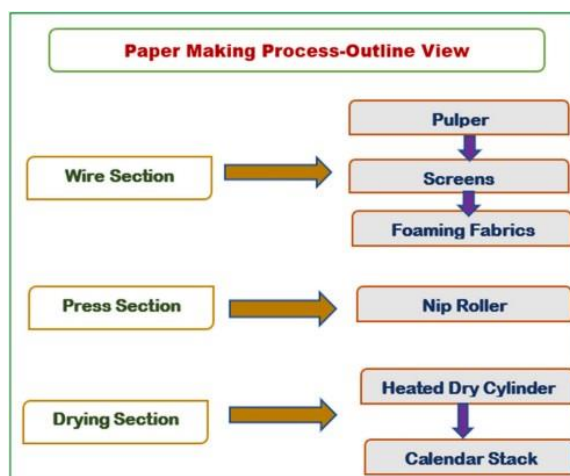 Paper Making Process-Outline View
Pulper
Wire Section
Screens
Foaming Fabrics
Press Section
Nip Roller
Heated Dry Cylinder
Drying Section
Calendar Stack